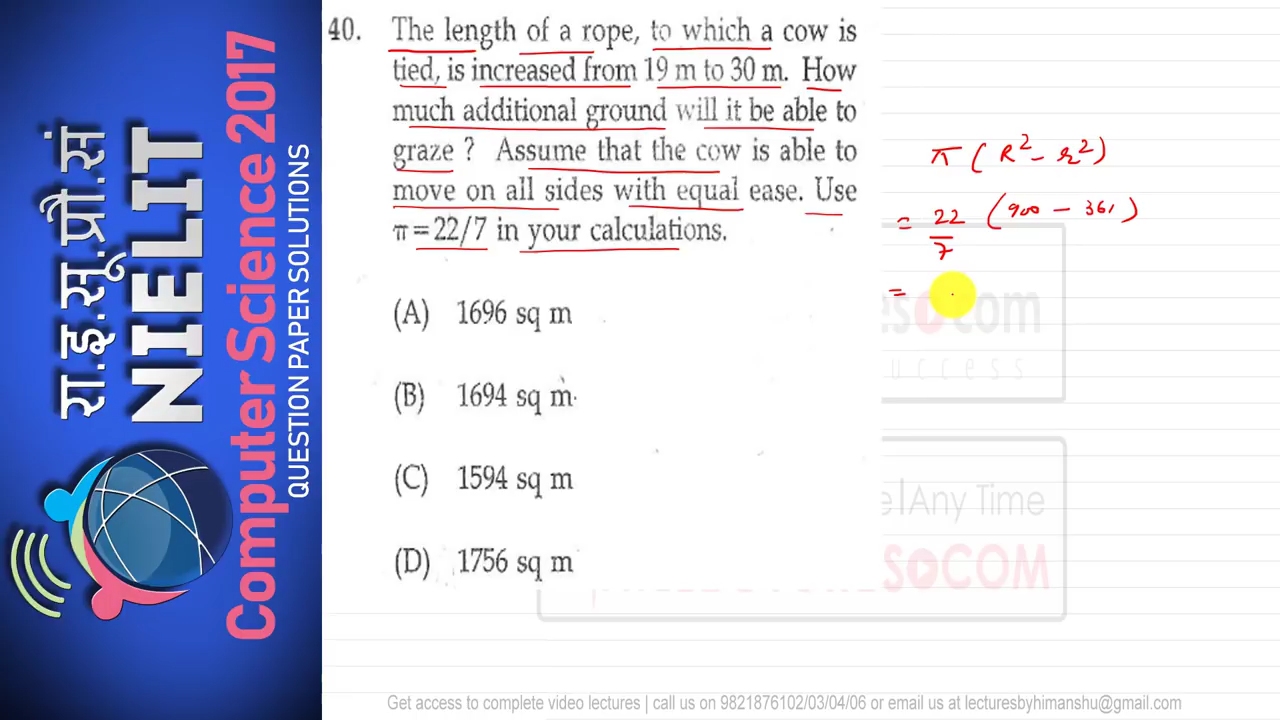 रा.इ.सू.प्रौ.सं
NIELIT
Computer Science 2017
QUESTION PAPER SOLUTIONS
40. The length of a rope, to which a cow is
tied, is increased from 19 m to 30 m. How
much additional ground will it be able to
graze ? Assume that the cow is able to
move on all sides with equal ease. Use
π = 22/7 in your calculations.
(A) 1696 sq m
(B) 1694 sq m
(C) 1594 sq m
(D) 1756 sq m
π ( R² - r² )
= 22/7 ( 900 - 361 )
=
com
success
e|Any Time
COM
Get access to complete video lectures | call us on 9821876102/03/04/06 or email us at lecturesbyhimanshu@gmail.com